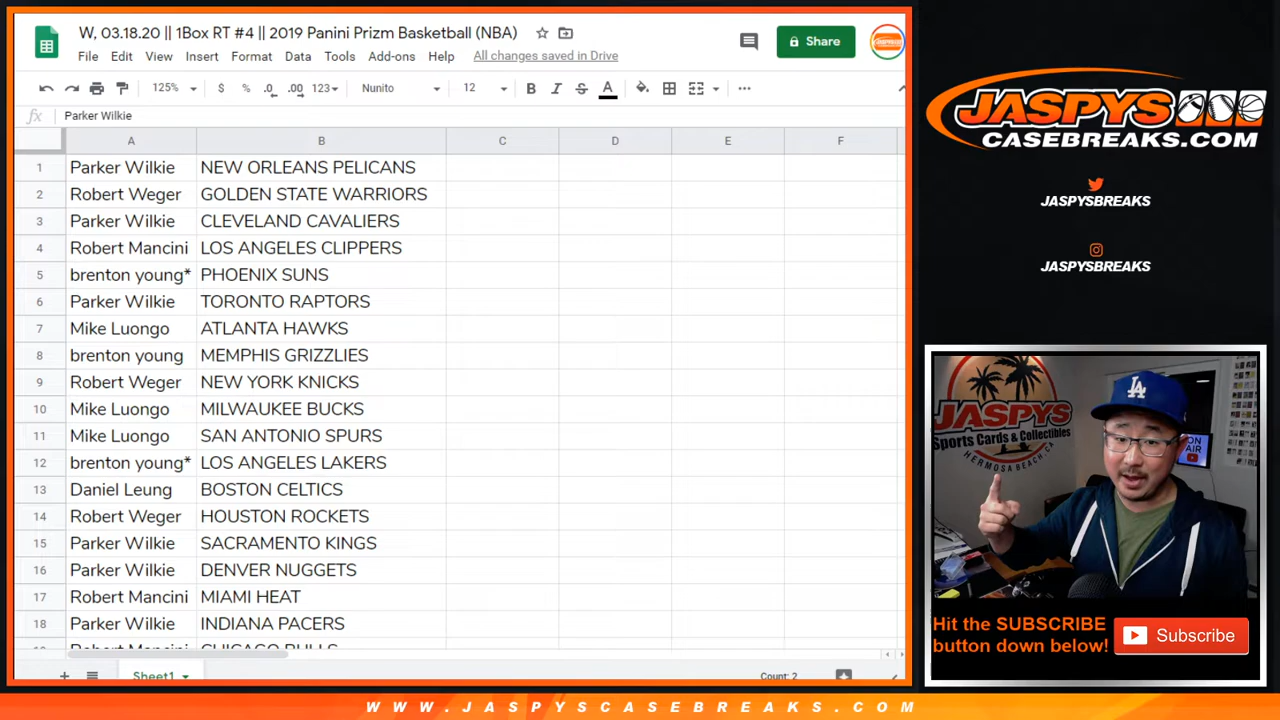 W, 03.18.20 || 1Box RT #4 || 2019 Panini Prizm Basketball (NBA)
File Edit View Insert Format Data Tools Add-ons Help All changes saved in Drive
Share
125% $ % .0 .00 123 Nunito 12 B I S A
fx Parker Wilkie
A B C D E F
1 Parker Wilkie NEW ORLEANS PELICANS
2 Robert Weger GOLDEN STATE WARRIORS
3 Parker Wilkie CLEVELAND CAVALIERS
4 Robert Mancini LOS ANGELES CLIPPERS
5 brenton young* PHOENIX SUNS
6 Parker Wilkie TORONTO RAPTORS
7 Mike Luongo ATLANTA HAWKS
8 brenton young MEMPHIS GRIZZLIES
9 Robert Weger NEW YORK KNICKS
10 Mike Luongo MILWAUKEE BUCKS
11 Mike Luongo SAN ANTONIO SPURS
12 brenton young* LOS ANGELES LAKERS
13 Daniel Leung BOSTON CELTICS
14 Robert Weger HOUSTON ROCKETS
15 Parker Wilkie SACRAMENTO KINGS
16 Parker Wilkie DENVER NUGGETS
17 Robert Mancini MIAMI HEAT
18 Parker Wilkie INDIANA PACERS
Robert Mancini CHICAGO BULLS
Sheet1
Count: 2
JASPYS
CASEBREAKS.COM
JASPYSBREAKS
JASPYSBREAKS
JASPYS
Sports Cards & Collectibles
HERMOSA BEACH, CA
LA
ON
AIR
Hit the SUBSCRIBE
button down below!
Subscribe
WWW.JASPYSCASEBREAKS.COM